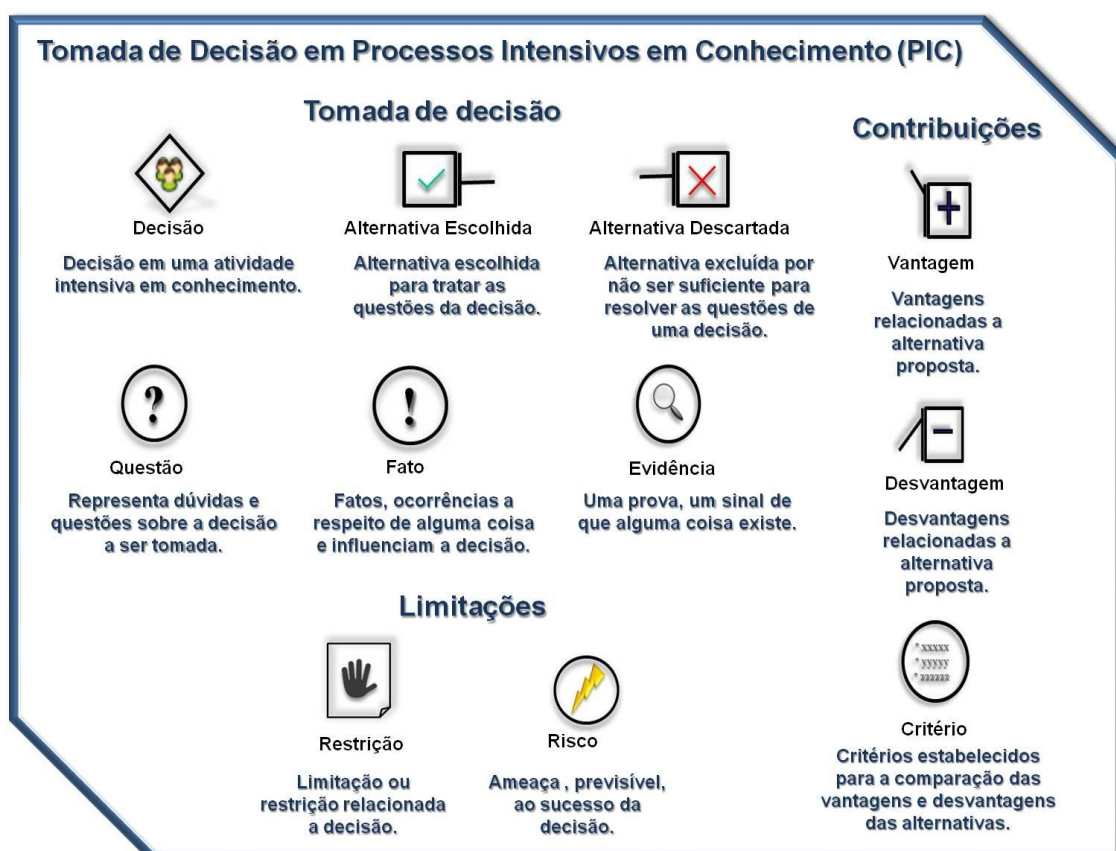 Tomada de Decisão em Processos Intensivos em Conhecimento (PIC)
Tomada de decisão
Decisão
Decisão em uma atividade
intensiva em conhecimento.
Alternativa Escolhida
Alternativa escolhida
para tratar as
questões da decisão.
Alternativa Descartada
Alternativa excluída por
não ser suficiente para
resolver as questões de
uma decisão.
?
Questão
Representa dúvidas e
questões sobre a decisão
a ser tomada.
!
Fato
Fatos, ocorrências a
respeito de alguma coisa
e influenciam a decisão.
Evidência
Uma prova, um sinal de
que alguma coisa existe.
Contribuições
+
Vantagem
Vantagens
relacionadas a
alternativa
proposta.
-
Desvantagem
Desvantagens
relacionadas a
alternativa
proposta.
* xxxxx
* yyyyy
* zzzzzz
Critério
Critérios estabelecidos
para a comparação das
vantagens e desvantagens
das alternativas.
Limitações
Restrição
Limitação ou
restrição relacionada
a decisão.
Risco
Ameaça , previsível,
ao sucesso da
decisão.